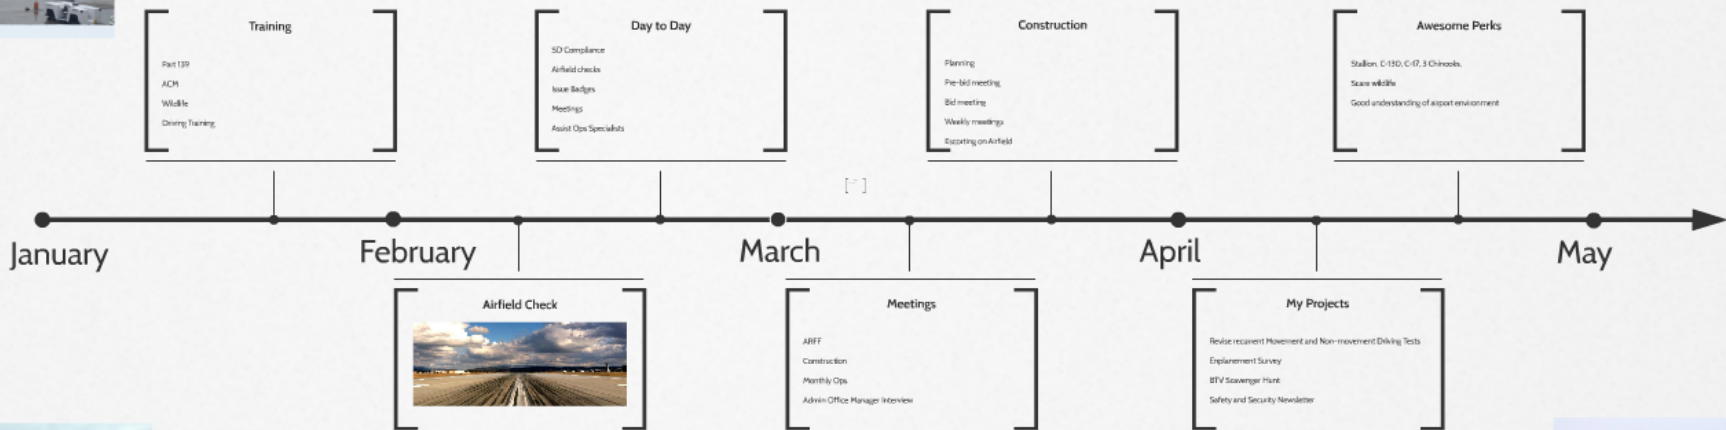 Training
Part 139
ACM
Wildlife
Driving Training
Day to Day
SD Compliance
Airfield checks
Issue Badges
Meetings
Assist Ops Specialists
Construction
Planning
Pre-bid meeting
Bid meeting
Weekly meetings
Escorting on Airfield
Awesome Perks
Stallion, C-130, C-17, 3 Chinooks,
Scare wildlife
Good understanding of airport environment
January
February
March
April
May
Airfield Check
Meetings
ARFF
Construction
Monthly Ops
Admin Office Manager Interview
My Projects
Revise recurrent Movement and Non-movement Driving Tests
Enplanement Survey
BTV Scavenger Hunt
Safety and Security Newsletter